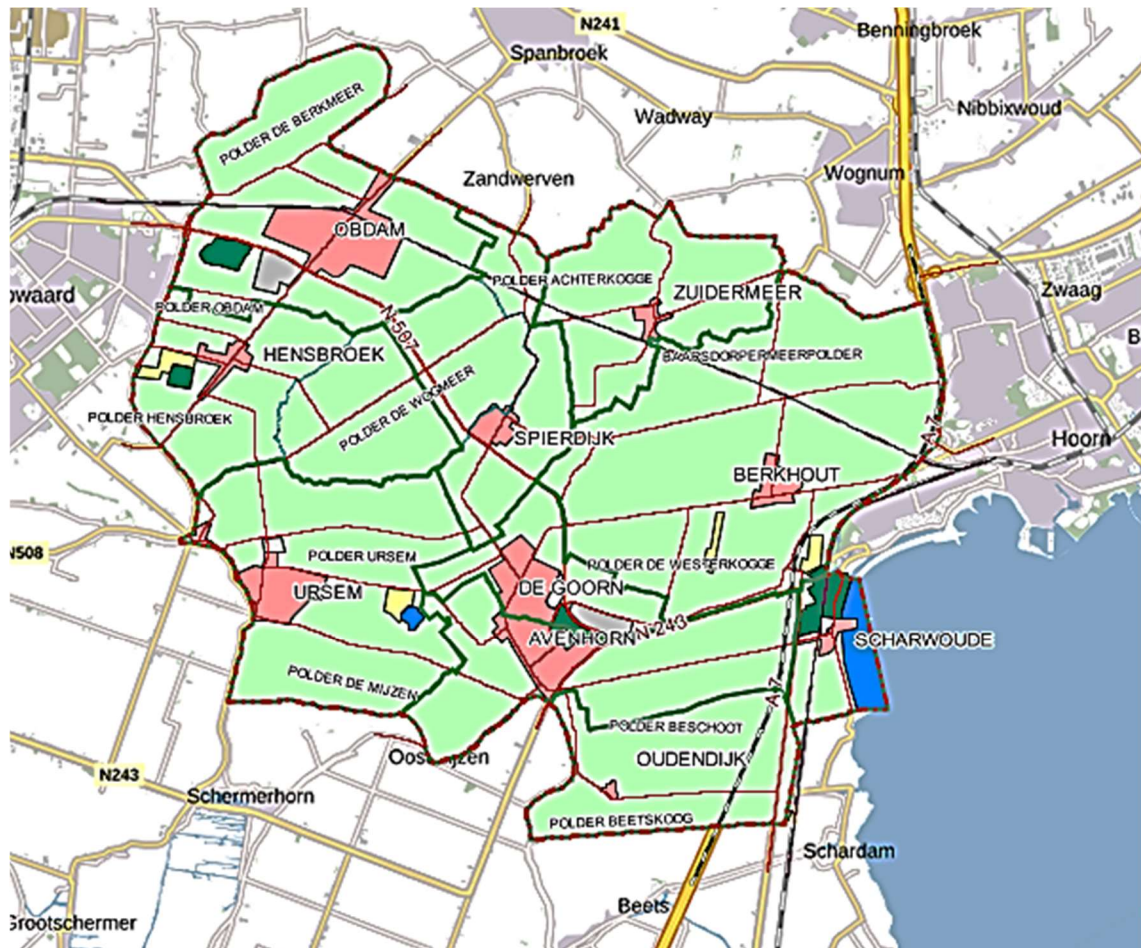 N241
Benningbroek
Spanbroek
Nibbixwoud
Wadway
POLDER DE BERKMEER
Wognum
Zandwerven
OBDAM
POLDER ACHTERKOGGE
ZUIDERMEER
Zwaag
owaard
POLDER OBDAM
N 507
B
HENSBROEK
BAARSDORPERMEERPOLDER
POLDER DE WOGMEER
POLDER HENSBROEK
A 7
SPIERDIJK
Hoorn
BERKHOUT
N508
POLDER URSEM
POLDER DE WESTERKOGGE
URSEM
DE GOORN
AVENHORN
N 243
SCHARWOUDE
POLDER DE MIJZEN
A7
POLDER BESCHOOT
OUDENDIJK
N243
Schermerhorn
POLDER BEETSKOOG
Schardam
Beets
Grootschermer